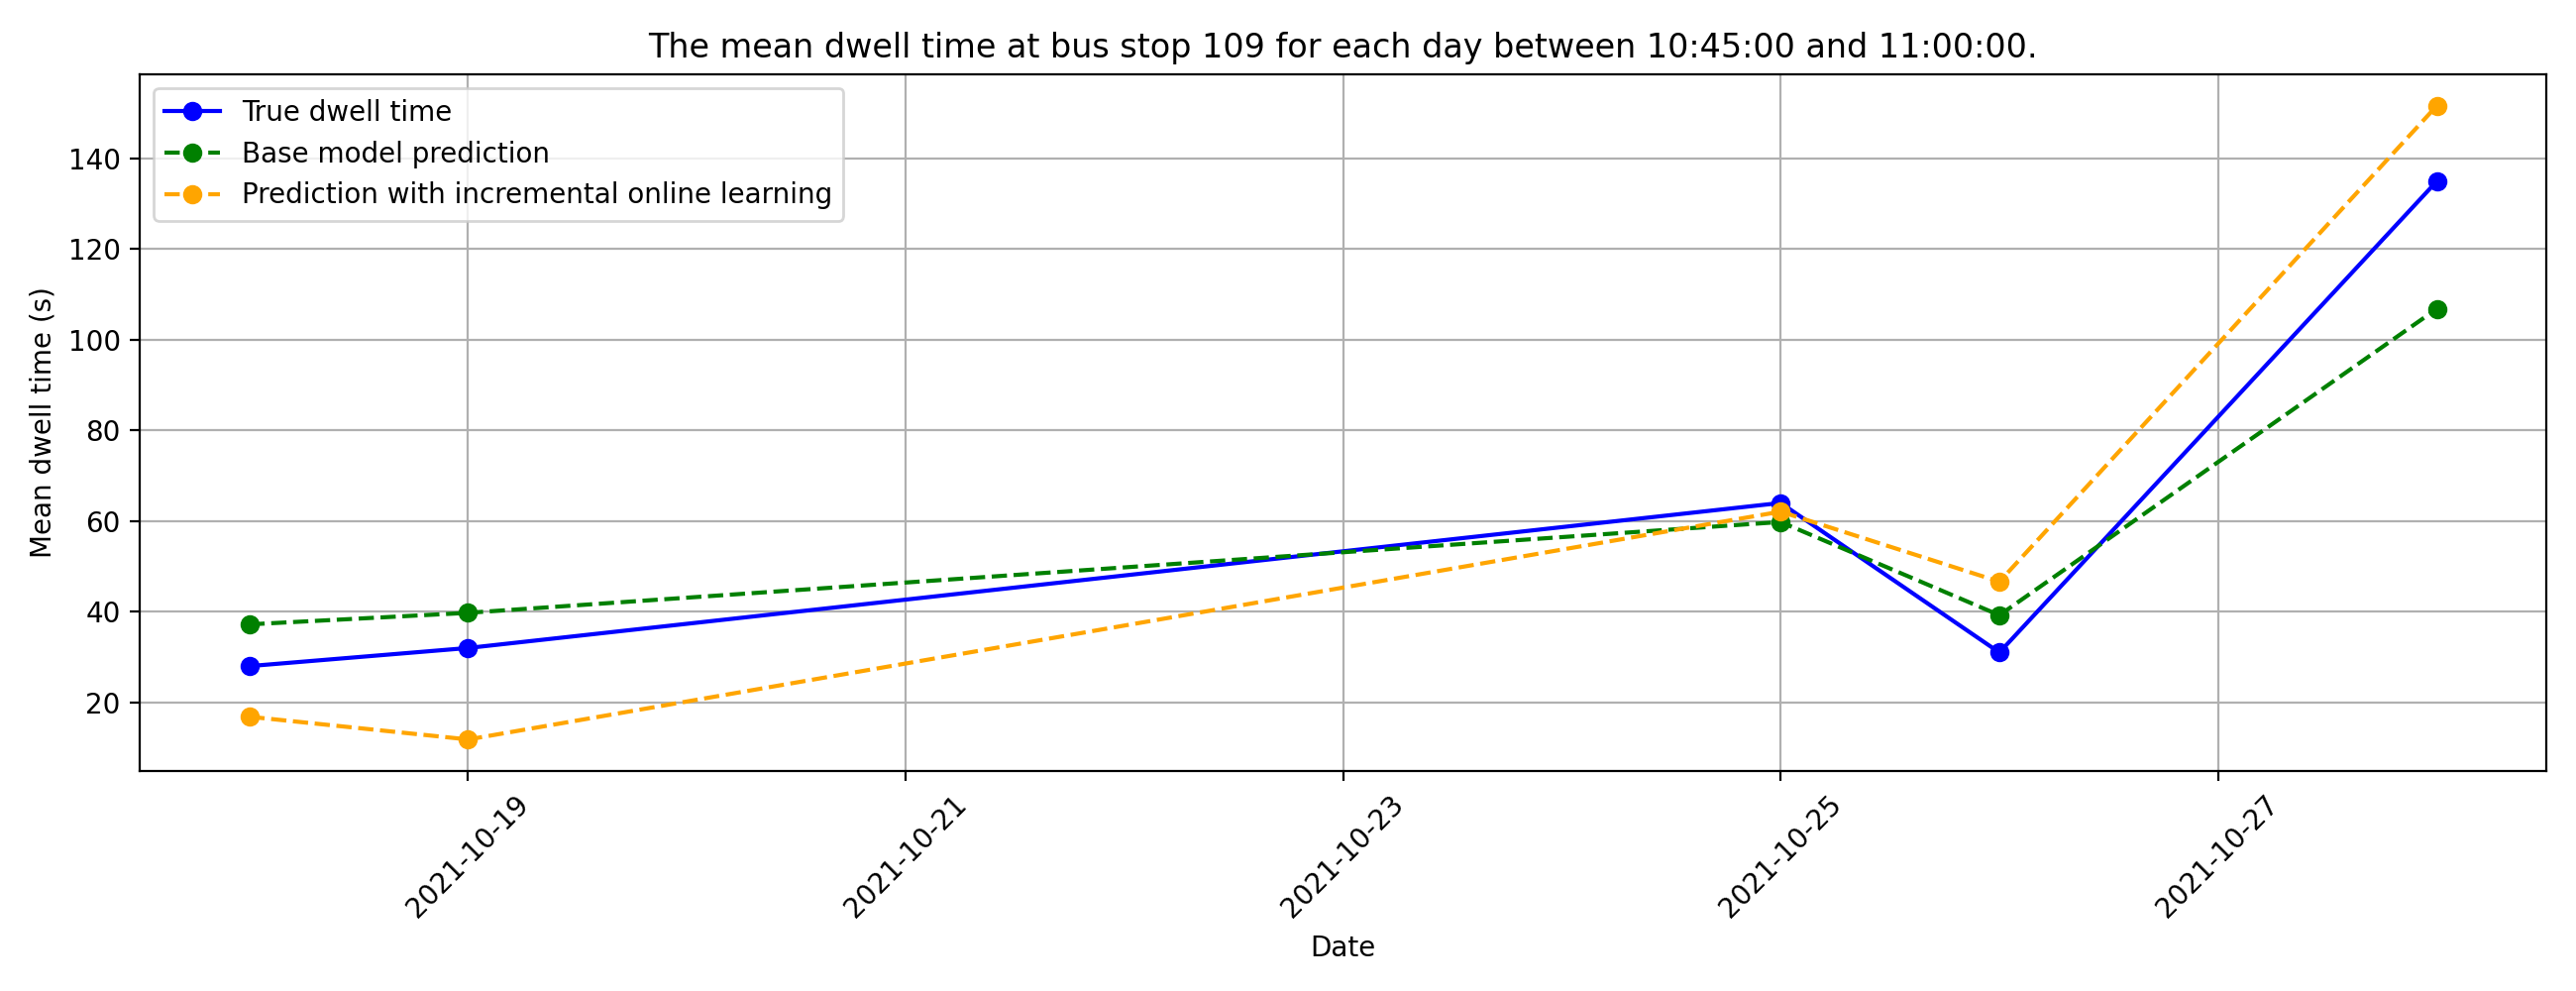 The mean dwell time at bus stop 109 for each day between 10:45:00 and 11:00:00.
True dwell time
Base model prediction
Prediction with incremental online learning
Mean dwell time (s)
140
120
100
80
60
40
20
2021-10-19
2021-10-21
2021-10-23
2021-10-25
2021-10-27
Date